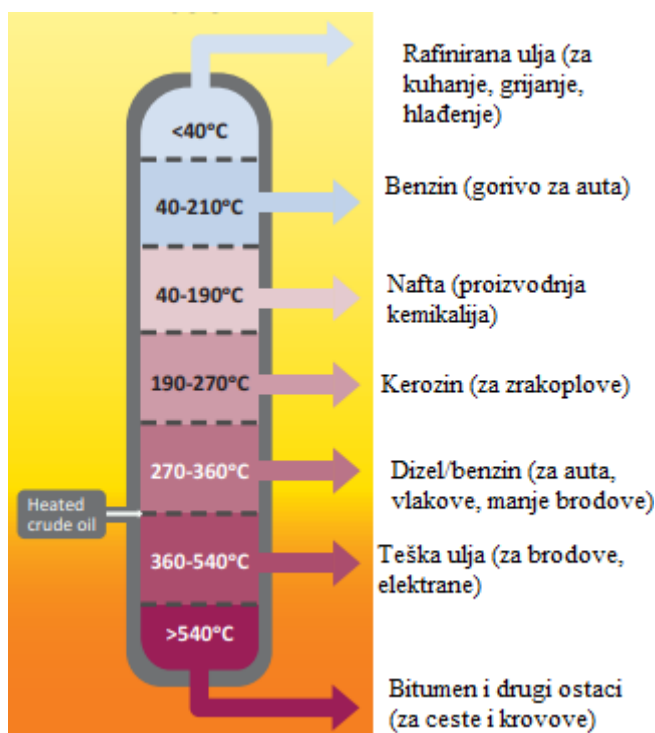 Rafinirana ulja (za
kuhanje, grijanje,
hlađenje)
<40°C
Benzin (gorivo za auta)
40-210°C
Nafta (proizvodnja
kemikalija)
40-190°C
Kerozin (za zrakoplove)
190-270°C
Dizel/benzin (za auta,
vlakove, manje brodove)
270-360°C
Heated
crude oil
Teška ulja (za brodove,
elektrane)
360-540°C
>540°C
Bitumen i drugi ostaci
(za ceste i krovove)